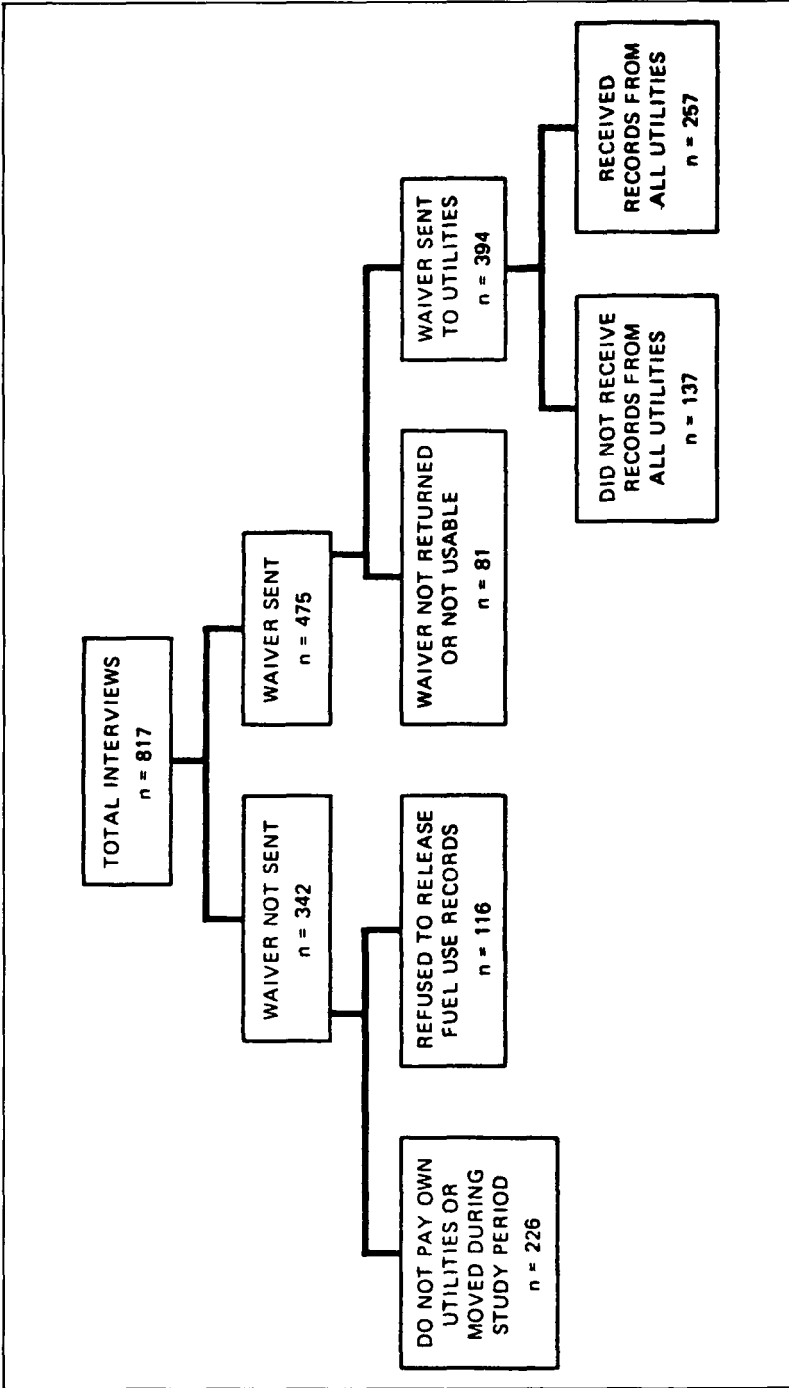 TOTAL INTERVIEWS
n = 817
WAIVER NOT SENT
n = 342
WAIVER SENT
n = 475
DO NOT PAY OWN
UTILITIES OR
MOVED DURING
STUDY PERIOD
n = 226
REFUSED TO RELEASE
FUEL USE RECORDS
n = 116
WAIVER NOT RETURNED
OR NOT USABLE
n = 81
WAIVER SENT
TO UTILITIES
n = 394
DID NOT RECEIVE
RECORDS FROM
ALL UTILITIES
n = 137
RECEIVED
RECORDS FROM
ALL UTILITIES
n = 257